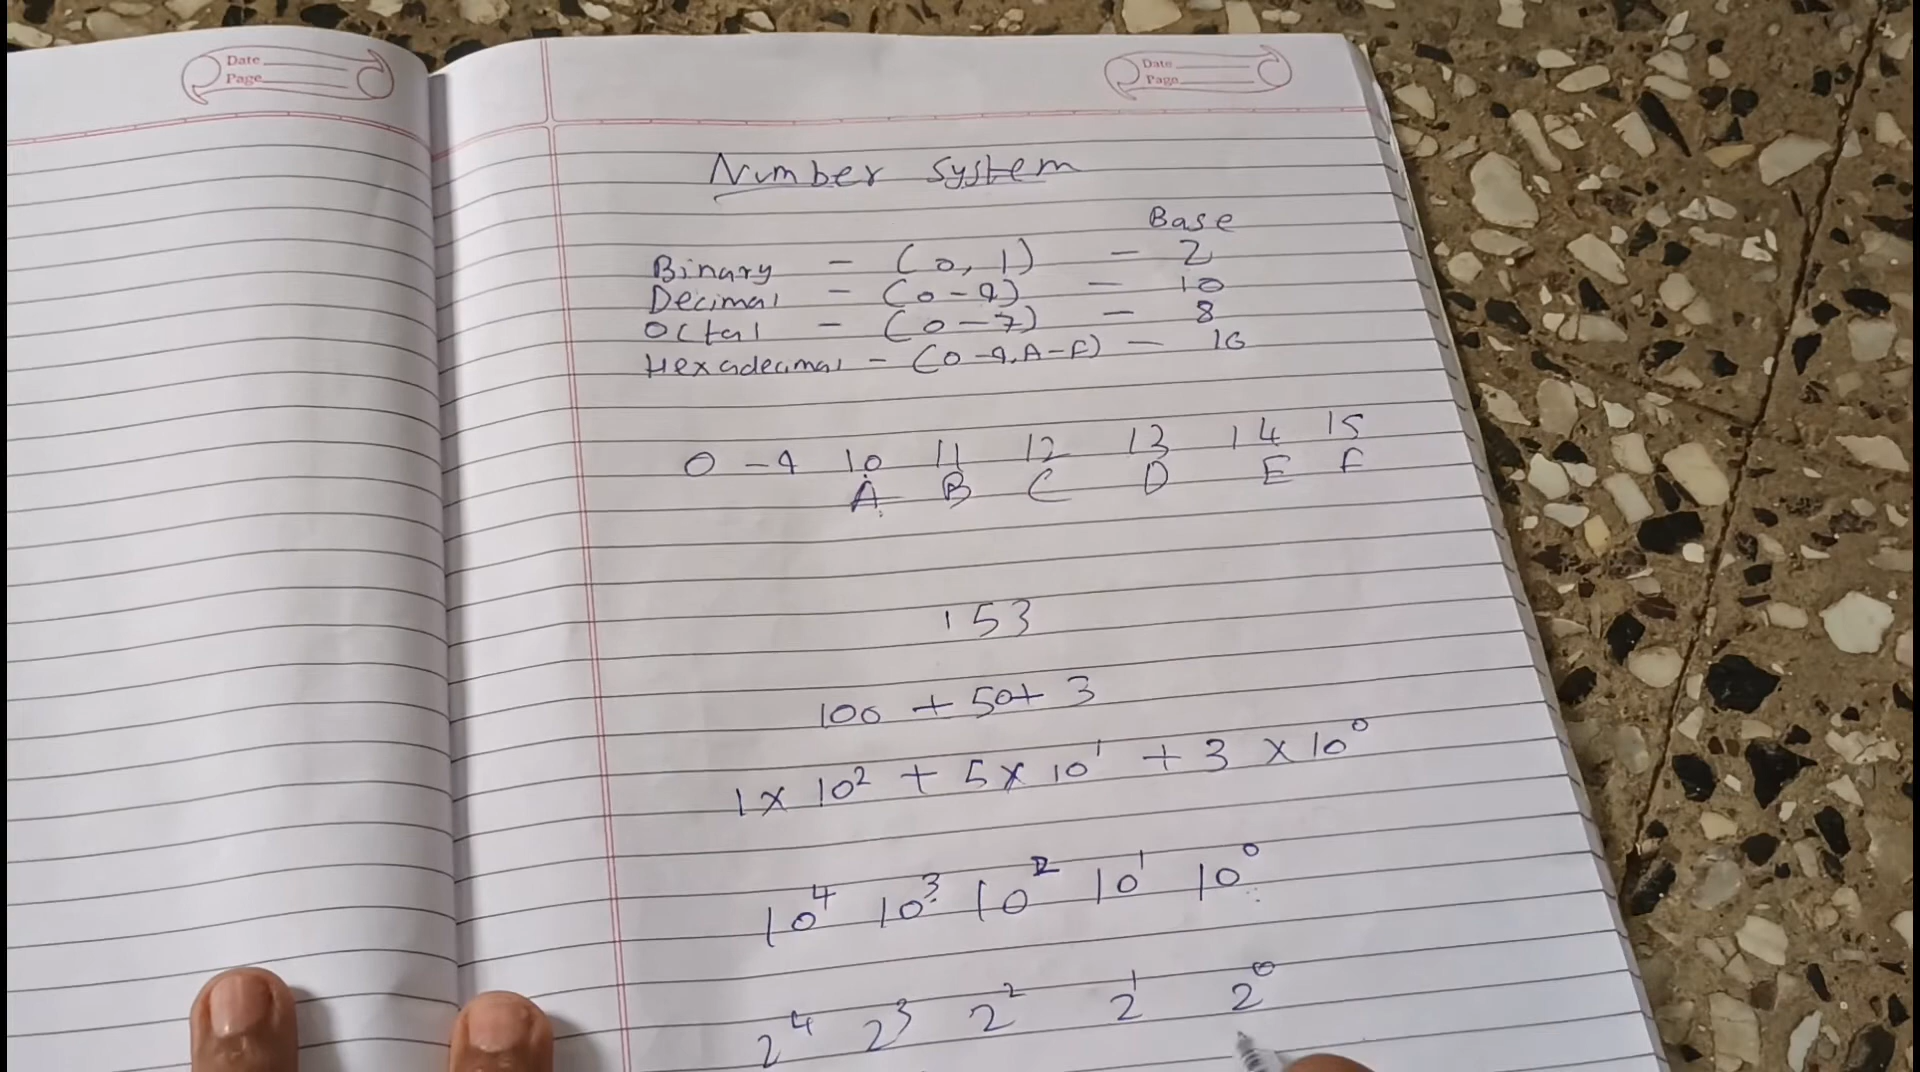 Date
Page
Date
Page
Number system
Base
Binary - (0, 1) - 2
Decimal - (0-9) - 10
Octal - (0-7) - 8
Hexadecimal - (0-9, A-F) - 16
0 - 9 10 11 12 13 14 15
A B C D E F
153
100 + 50 + 3
1 x 10² + 5 x 10¹ + 3 x 10⁰
10⁴ 10³ 10² 10¹ 10⁰
2⁴ 2³ 2² 2¹ 2⁰